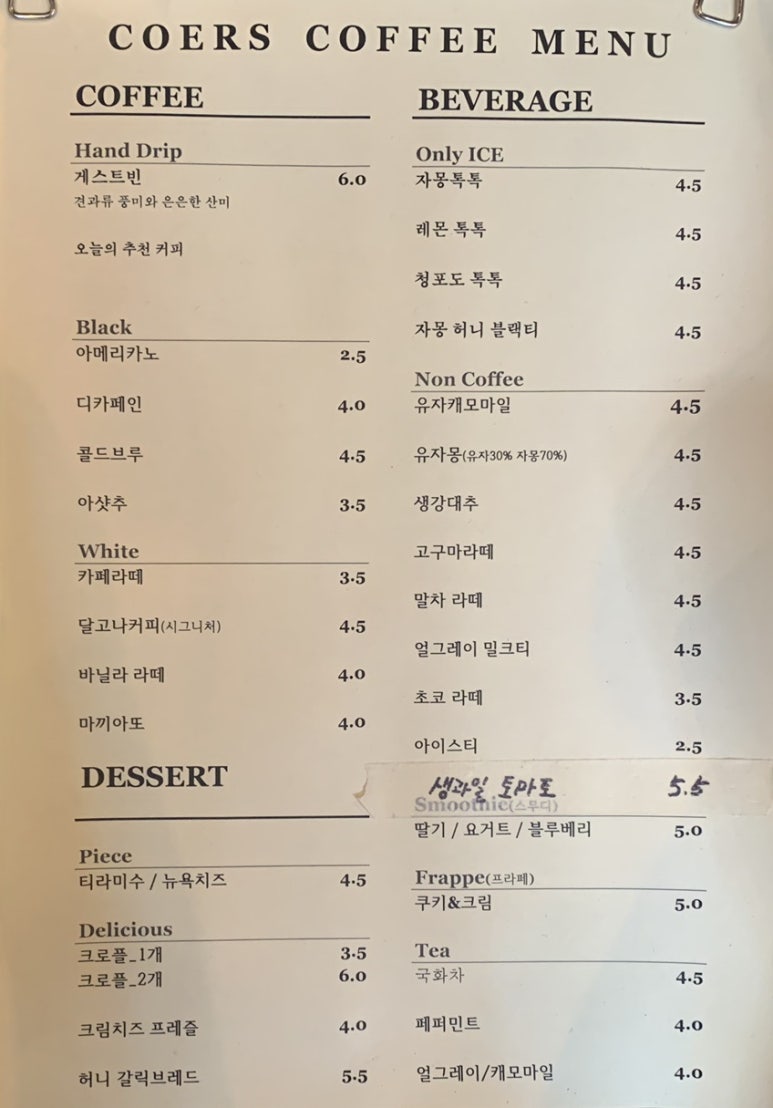 COERS COFFEE MENU
COFFEE
Hand Drip
게스트빈 6.0
견과류 풍미와 은은한 산미
오늘의 추천 커피
Black
아메리카노 2.5
디카페인 4.0
콜드브루 4.5
아샷추 3.5
White
카페라떼 3.5
달고나커피(시그니처) 4.5
바닐라 라떼 4.0
마끼아또 4.0
DESSERT
Piece
티라미수 / 뉴욕치즈 4.5
Delicious
크로플_1개 3.5
크로플_2개 6.0
크림치즈 프레즐 4.0
허니 갈릭브레드 5.5
BEVERAGE
Only ICE
자몽톡톡 4.5
레몬 톡톡 4.5
청포도 톡톡 4.5
자몽 허니 블랙티 4.5
Non Coffee
유자캐모마일 4.5
유자몽(유자30% 자몽70%) 4.5
생강대추 4.5
고구마라떼 4.5
말차 라떼 4.5
얼그레이 밀크티 4.5
초코 라떼 3.5
아이스티 2.5
생과일 토마토 5.5
Smoothie(스무디)
딸기 / 요거트 / 블루베리 5.0
Frappe(프라페)
쿠키&크림 5.0
Tea
국화차 4.5
페퍼민트 4.0
얼그레이/캐모마일 4.0